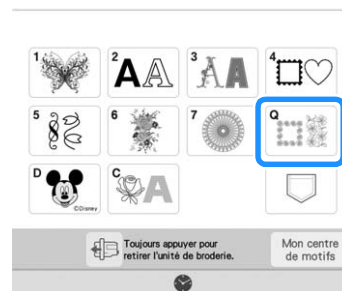 1
2
AA
3
AA
4
5
6
7
Q
D
©Disney
C
A
Toujours appuyer pour
retirer l'unité de broderie.
Mon centre
de motifs